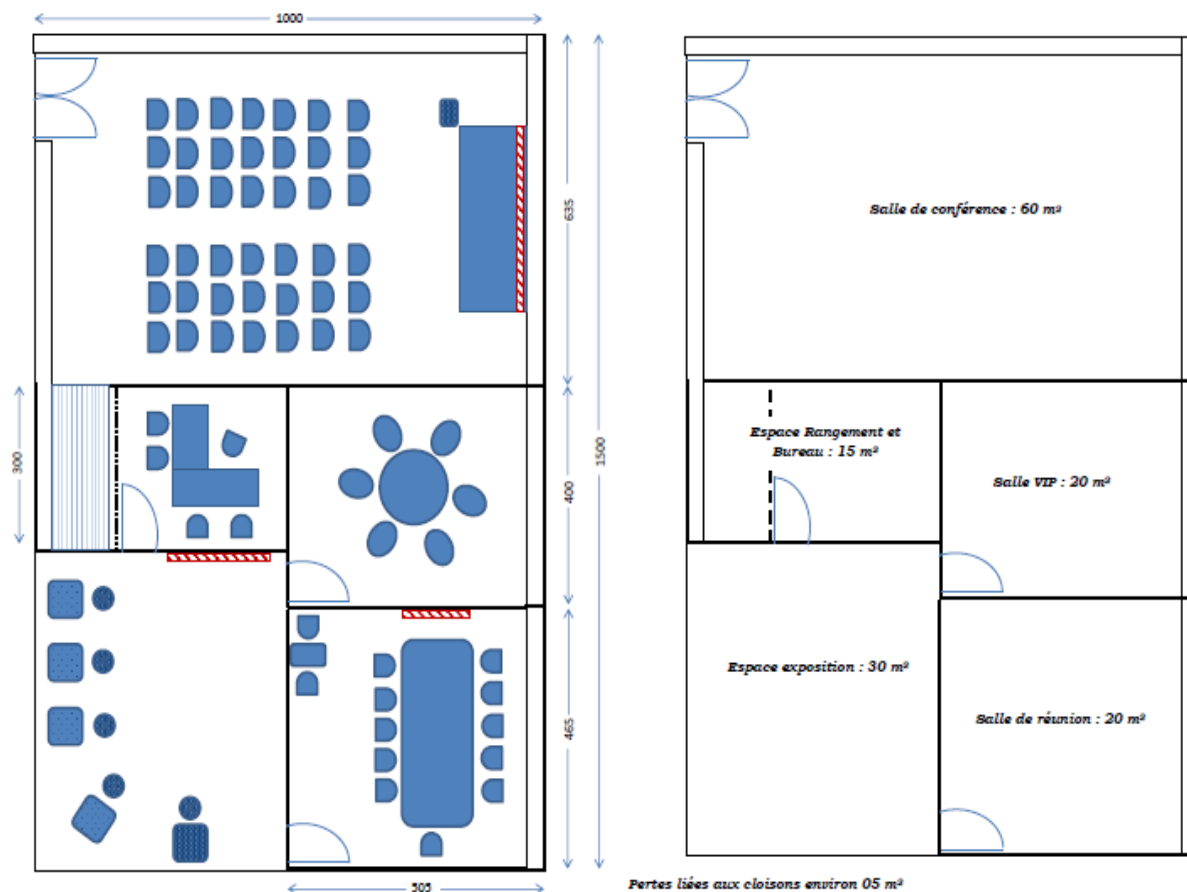 1000
635
1500
300
400
465
505
Salle de conférence : 60 m²
Espace Rangement et
Bureau : 15 m²
Salle VIP : 20 m²
Espace exposition : 30 m²
Salle de réunion : 20 m²
Pertes liées aux cloisons environ 05 m²